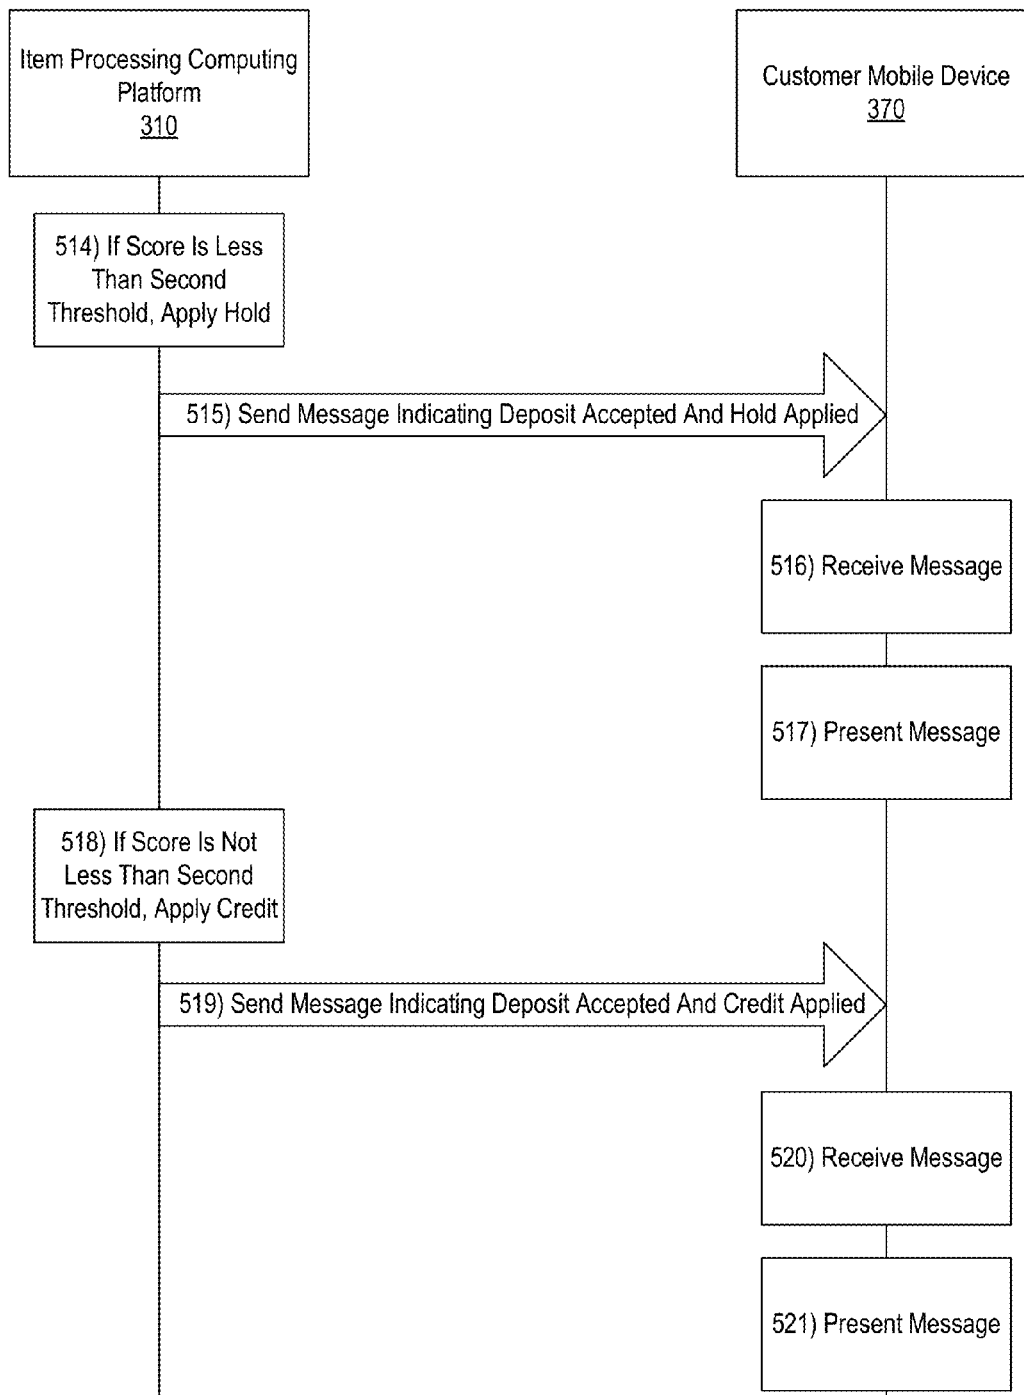 Item Processing Computing
Platform
310
Customer Mobile Device
370
514) If Score Is Less
Than Second
Threshold, Apply Hold
515) Send Message Indicating Deposit Accepted And Hold Applied
516) Receive Message
517) Present Message
518) If Score Is Not
Less Than Second
Threshold, Apply Credit
519) Send Message Indicating Deposit Accepted And Credit Applied
520) Receive Message
521) Present Message